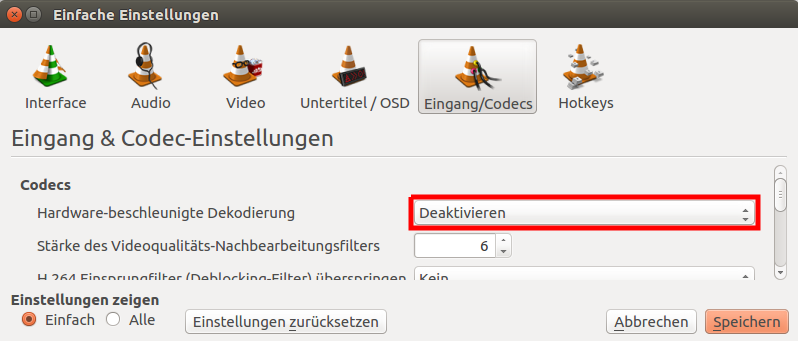 Einfache Einstellungen
Interface Audio Video Untertitel / OSD Eingang/Codecs Hotkeys
Eingang & Codec-Einstellungen
Codecs
Hardware-beschleunigte Dekodierung Deaktivieren
Stärke des Videoqualitäts-Nachbearbeitungsfilters 6
H.264 Einsprungfilter (Deblocking-Filter) überspringen Kein
Einstellungen zeigen
Einfach Alle Einstellungen zurücksetzen Abbrechen Speichern